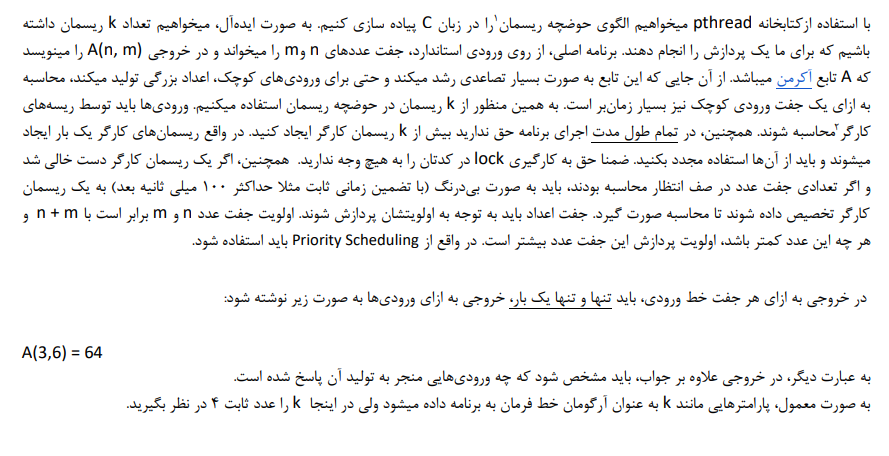 با استفاده ازکتابخانه pthread میخواهیم الگوی حوضچه ریسمان۱ را در زبان C پیاده سازی کنیم. به صورت ایده‌آل، میخواهیم تعداد k ریسمان داشته
باشیم که برای ما یک پردازش را انجام دهند. برنامه اصلی، از روی ورودی استاندارد، جفت عددهای n و m را میخواند و در خروجی A(n, m) را مینویسد
که A تابع آکرمن میباشد. از آن جایی که این تابع به صورت بسیار تصاعدی رشد میکند و حتی برای ورودی‌های کوچک، اعداد بزرگی تولید میکند، محاسبه
به ازای یک جفت ورودی کوچک نیز بسیار زمان‌بر است. به همین منظور از k ریسمان در حوضچه ریسمان استفاده میکنیم. ورودی‌ها باید توسط ریسه‌های
کارگر۲ محاسبه شوند. همچنین، در تمام طول مدت اجرای برنامه حق ندارید بیش از k ریسمان کارگر ایجاد کنید. در واقع ریسمان‌های کارگر یک بار ایجاد
میشوند و باید از آن‌ها استفاده مجدد بکنید. ضمنا حق به کارگیری lock در کدتان را به هیچ وجه ندارید. همچنین، اگر یک ریسمان کارگر دست خالی شد
و اگر تعدادی جفت عدد در صف انتظار محاسبه بودند، باید به صورت بی‌درنگ (با تضمین زمانی ثابت مثلا حداکثر ۱۰۰ میلی ثانیه بعد) به یک ریسمان
کارگر تخصیص داده شوند تا محاسبه صورت گیرد. جفت اعداد باید به توجه به اولویتشان پردازش شوند. اولویت جفت عدد n و m برابر است با n + m و
هر چه این عدد کمتر باشد، اولویت پردازش این جفت عدد بیشتر است. در واقع از Priority Scheduling باید استفاده شود.
در خروجی به ازای هر جفت خط ورودی، باید تنها و تنها یک بار، خروجی به ازای ورودی‌ها به صورت زیر نوشته شود:
A(3,6) = 64
به عبارت دیگر، در خروجی علاوه بر جواب، باید مشخص شود که چه ورودی‌هایی منجر به تولید آن پاسخ شده است.
به صورت معمول، پارامترهایی مانند k به عنوان آرگومان خط فرمان به برنامه داده میشود ولی در اینجا k را عدد ثابت ۴ در نظر بگیرید.